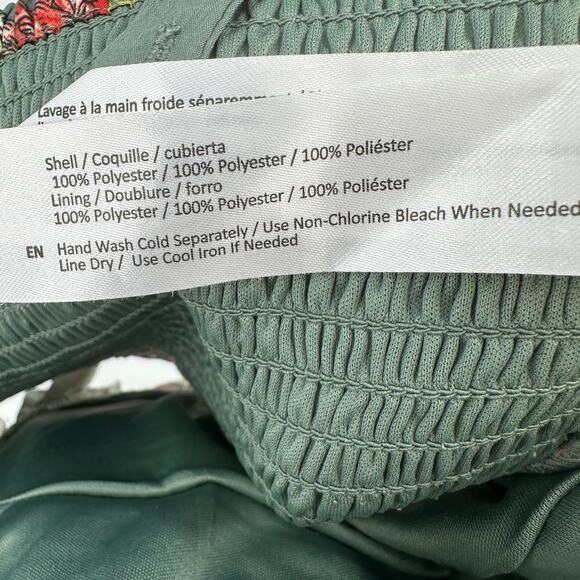 Lavage à la main froide
Shell / Coquille / cubierta
100% Polyester / 100% Polyester / 100% Poliéster
Lining / Doublure / forro
100% Polyester / 100% Polyester / 100% Poliéster
EN Hand Wash Cold Separately / Use Non-Chlorine Bleach When Needed
Line Dry / Use Cool Iron If Needed